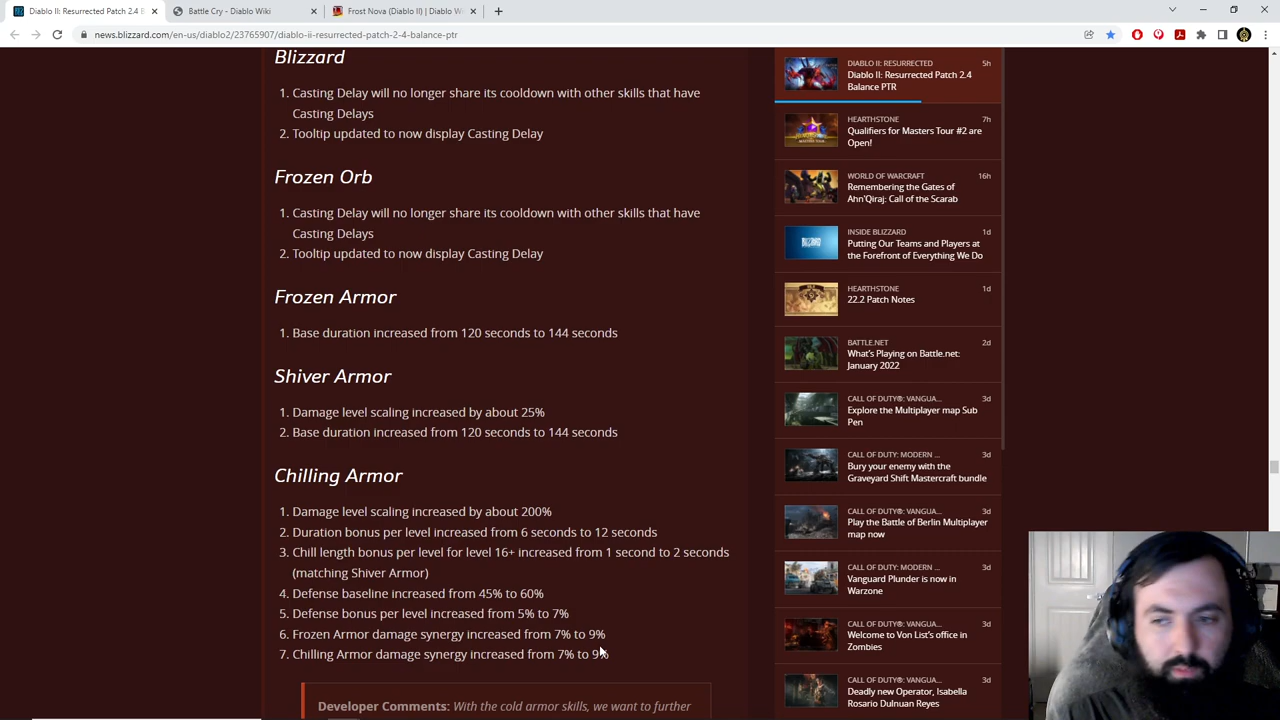 Diablo II: Resurrected Patch 2.4 B
Battle Cry - Diablo Wiki
Frost Nova (Diablo II) | Diablo Wi
news.blizzard.com/en-us/diablo2/23765907/diablo-ii-resurrected-patch-2-4-balance-ptr
Blizzard
1. Casting Delay will no longer share its cooldown with other skills that have
Casting Delays
2. Tooltip updated to now display Casting Delay
Frozen Orb
1. Casting Delay will no longer share its cooldown with other skills that have
Casting Delays
2. Tooltip updated to now display Casting Delay
Frozen Armor
1. Base duration increased from 120 seconds to 144 seconds
Shiver Armor
1. Damage level scaling increased by about 25%
2. Base duration increased from 120 seconds to 144 seconds
Chilling Armor
1. Damage level scaling increased by about 200%
2. Duration bonus per level increased from 6 seconds to 12 seconds
3. Chill length bonus per level for level 16+ increased from 1 second to 2 seconds
(matching Shiver Armor)
4. Defense baseline increased from 45% to 60%
5. Defense bonus per level increased from 5% to 7%
6. Frozen Armor damage synergy increased from 7% to 9%
7. Chilling Armor damage synergy increased from 7% to 9%
Developer Comments: With the cold armor skills, we want to further
DIABLO II: RESURRECTED 5h
Diablo II: Resurrected Patch 2.4
Balance PTR
HEARTHSTONE 7h
Qualifiers for Masters Tour #2 are
Open!
WORLD OF WARCRAFT 16h
Remembering the Gates of
Ahn'Qiraj: Call of the Scarab
INSIDE BLIZZARD 1d
Putting Our Teams and Players at
the Forefront of Everything We Do
HEARTHSTONE 1d
22.2 Patch Notes
BATTLE.NET 2d
What's Playing on Battle.net:
January 2022
CALL OF DUTY®: VANGUA... 3d
Explore the Multiplayer map Sub
Pen
CALL OF DUTY: MODERN ... 3d
Bury your enemy with the
Graveyard Shift Mastercraft bundle
CALL OF DUTY®: VANGUA... 3d
Play the Battle of Berlin Multiplayer
map now
CALL OF DUTY: MODERN ... 3d
Vanguard Plunder is now in
Warzone
CALL OF DUTY®: VANGUA... 3d
Welcome to Von List's office in
Zombies
CALL OF DUTY®: VANGUA... 3d
Deadly new Operator, Isabella
Rosario Dulnuan Reyes